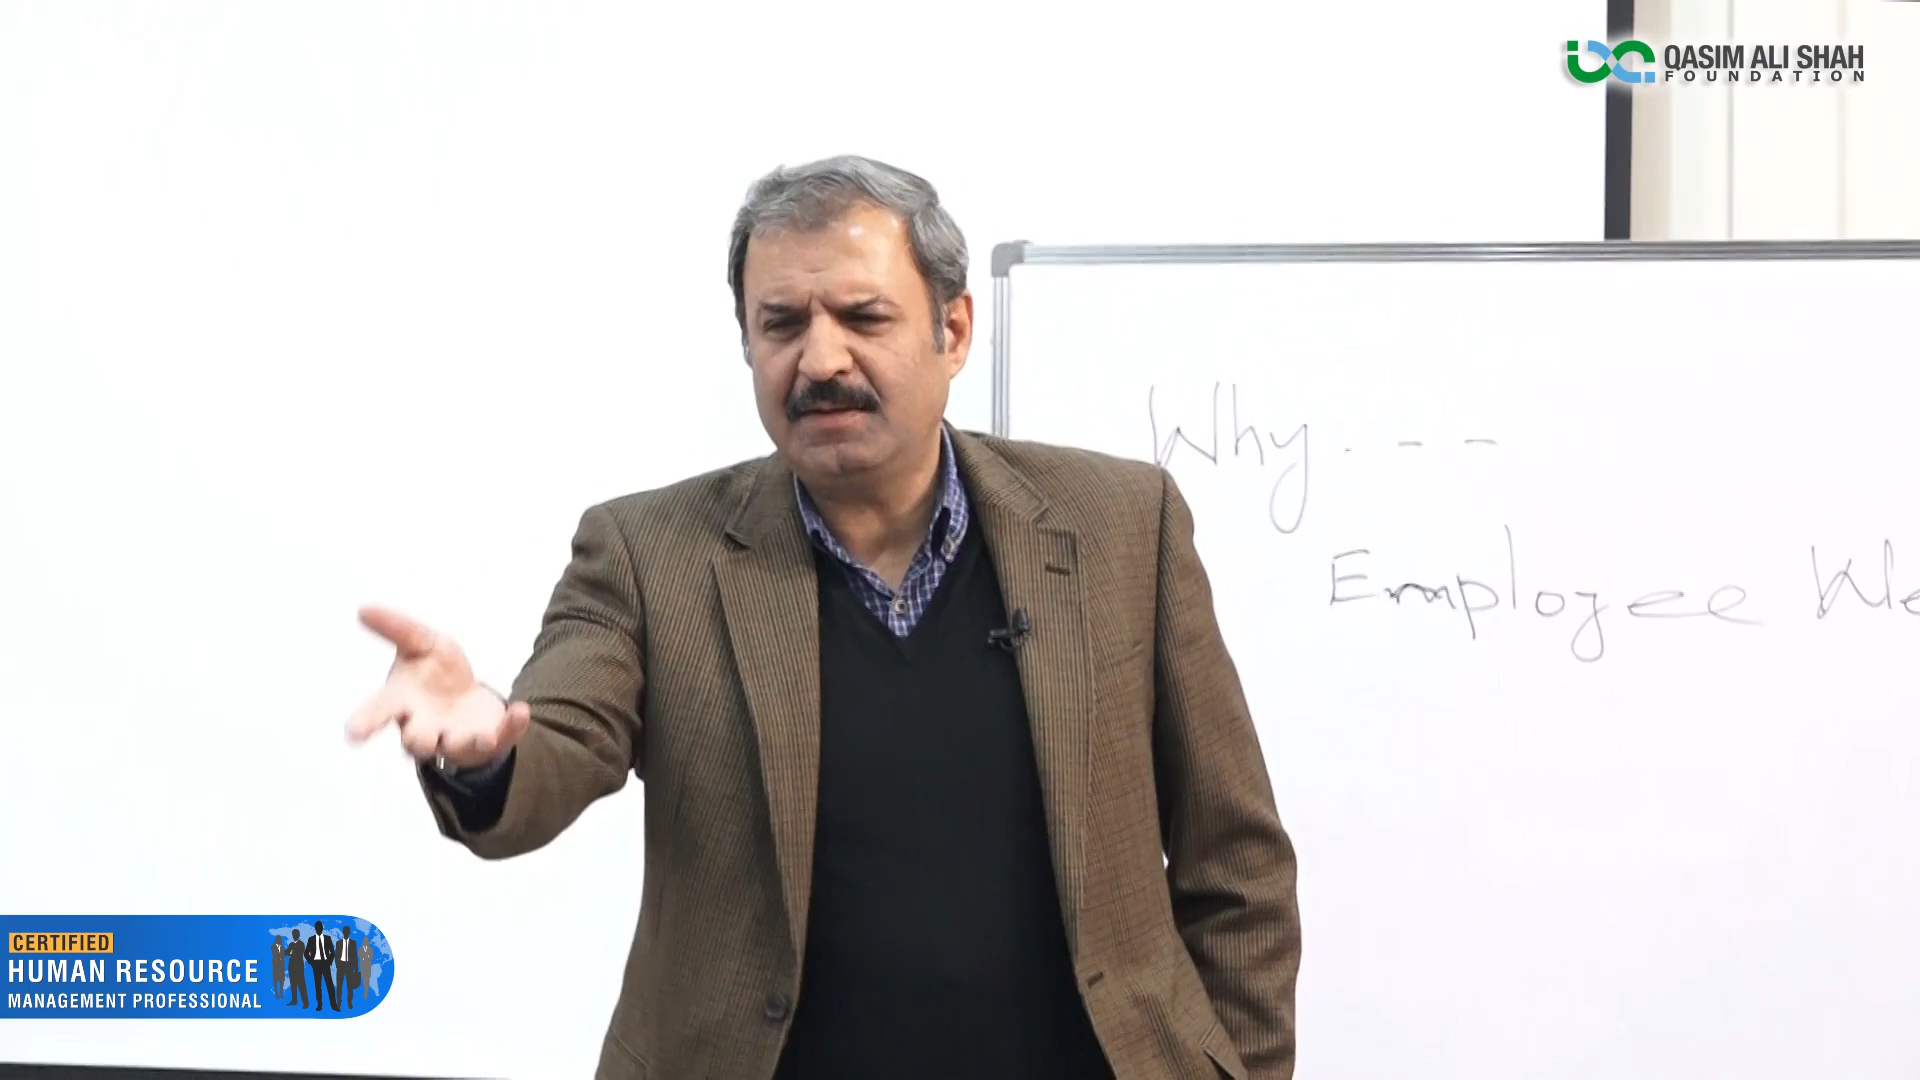 QASIM ALI SHAH
FOUNDATION
Why . - -
Employee
CERTIFIED
HUMAN RESOURCE
MANAGEMENT PROFESSIONAL